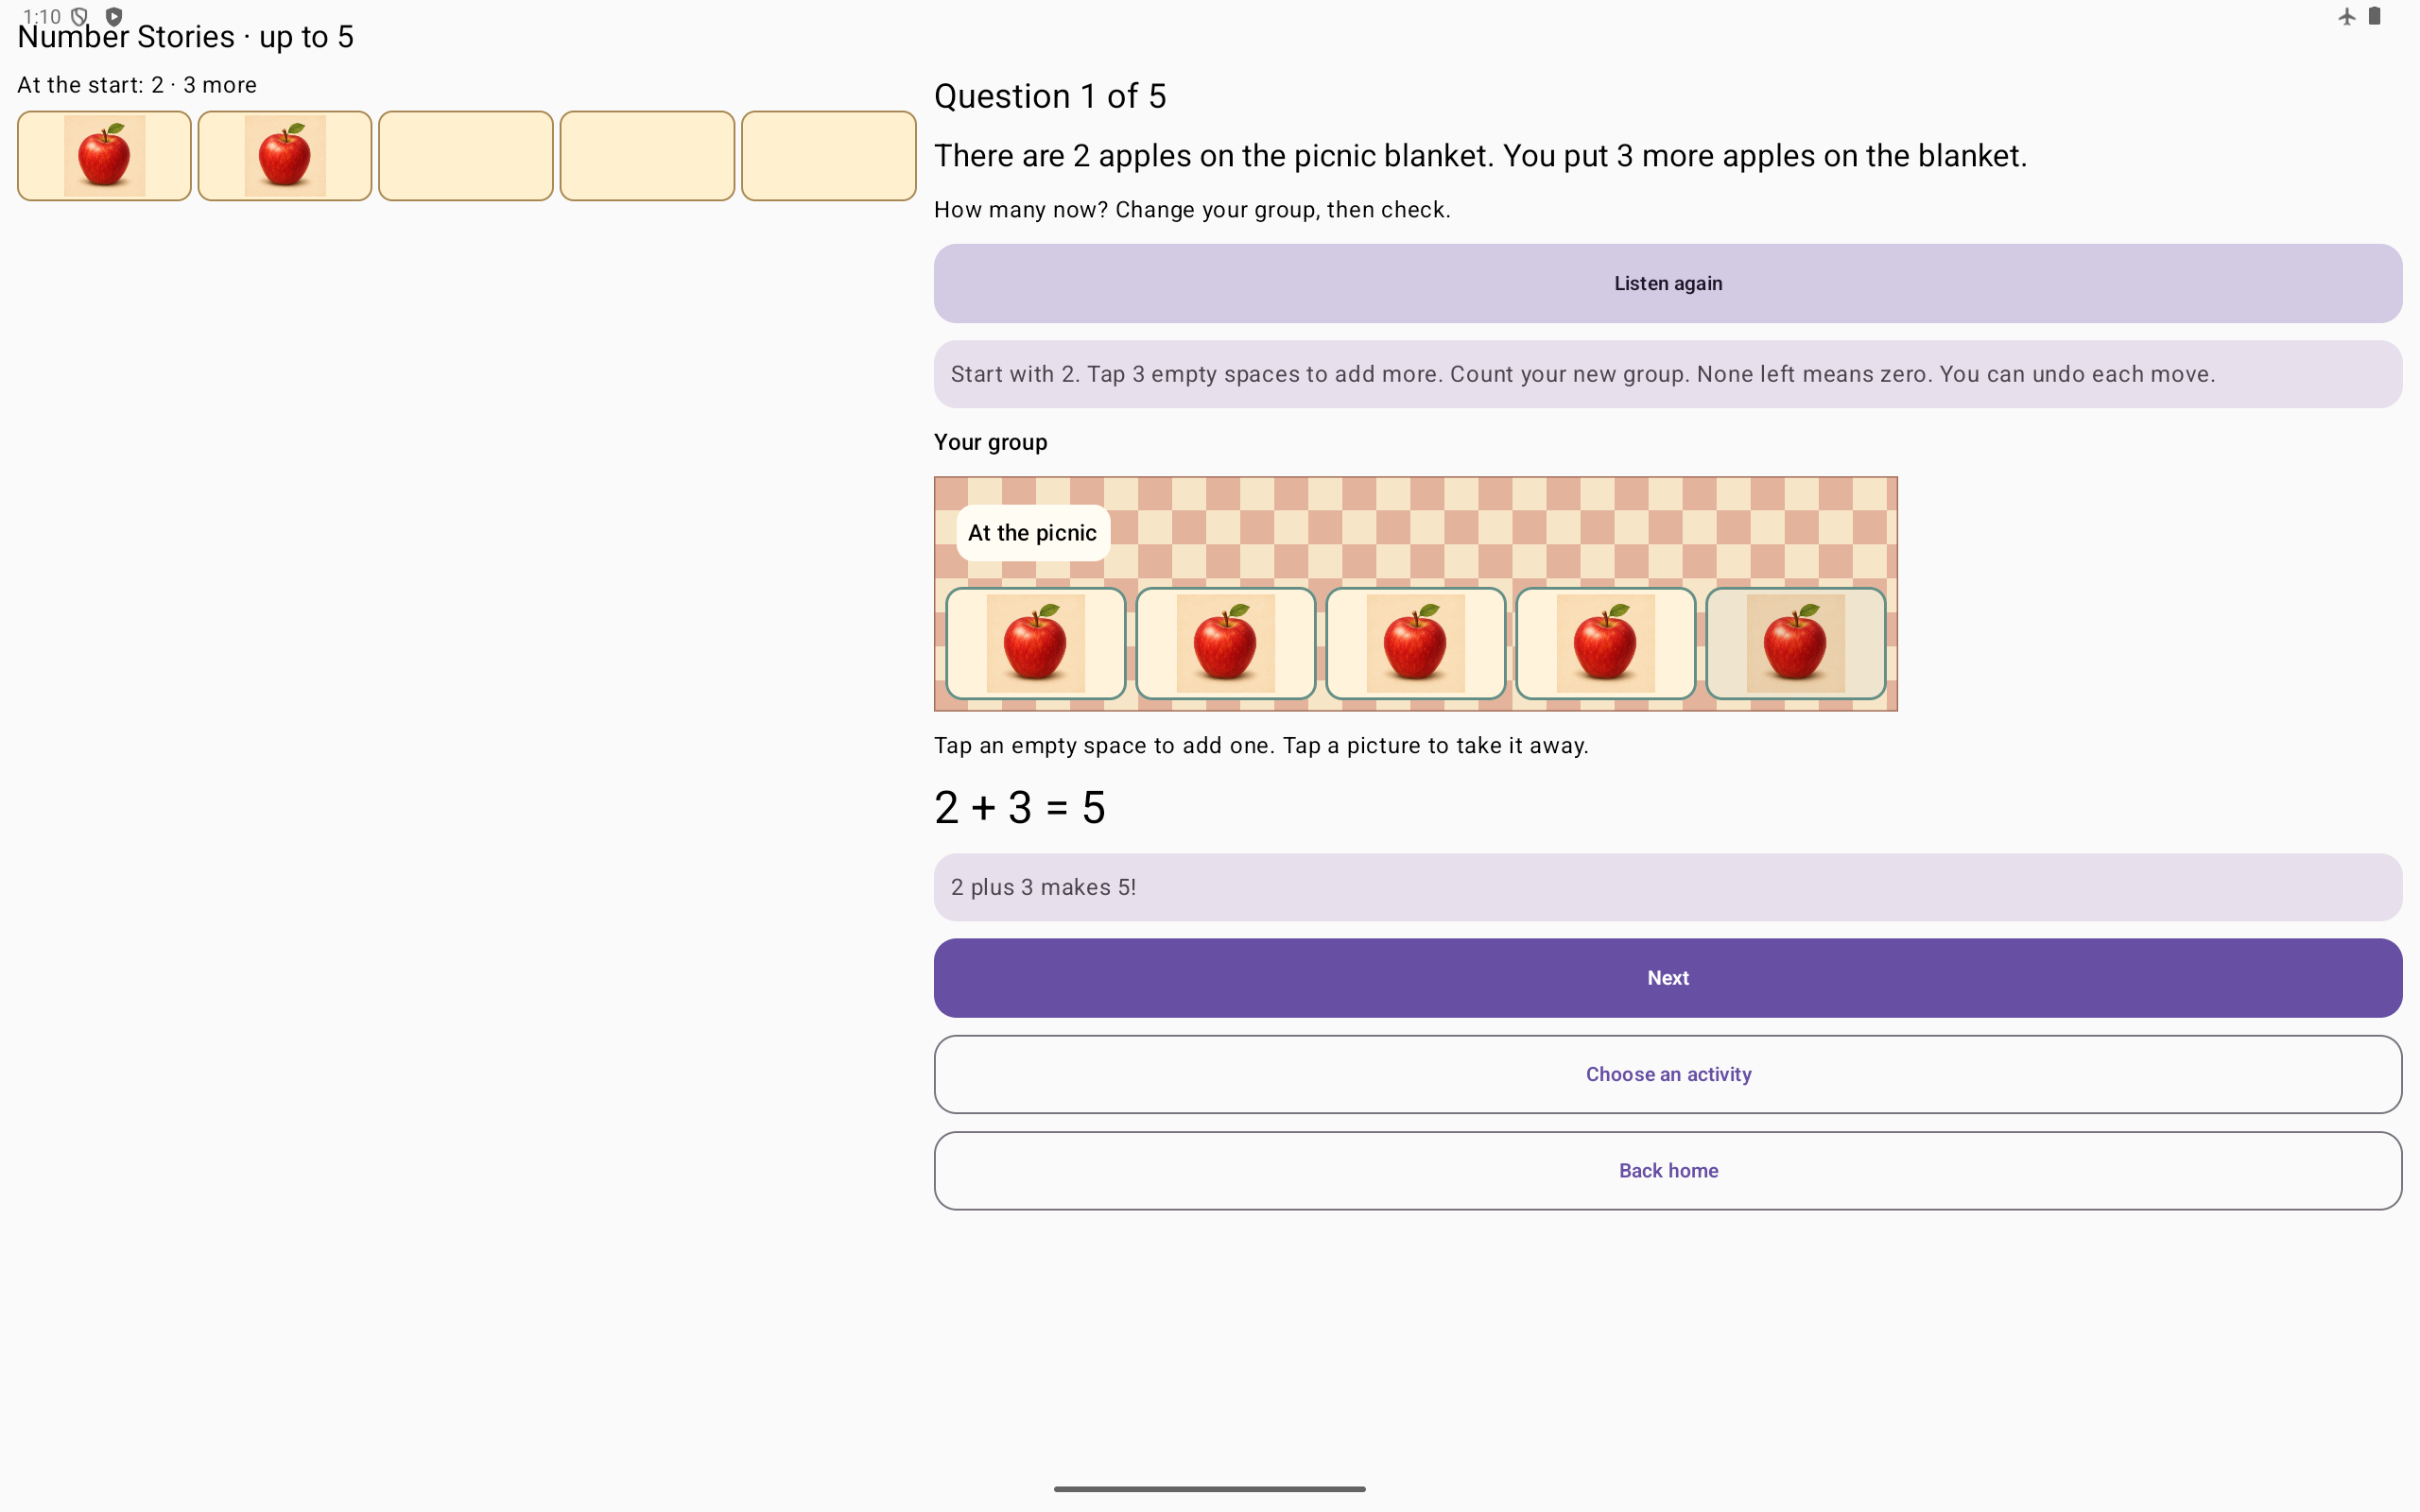 1:10
Number Stories · up to 5
At the start: 2 · 3 more
Question 1 of 5
There are 2 apples on the picnic blanket. You put 3 more apples on the blanket.
How many now? Change your group, then check.
Listen again
Start with 2. Tap 3 empty spaces to add more. Count your new group. None left means zero. You can undo each move.
Your group
At the picnic
Tap an empty space to add one. Tap a picture to take it away.
2 + 3 = 5
2 plus 3 makes 5!
Next
Choose an activity
Back home